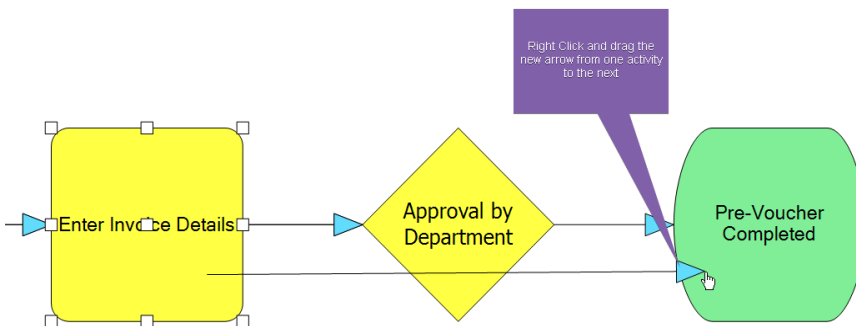 Right Click and drag the
new arrow from one activity
to the next
Enter Invoice Details
Approval by
Department
Pre-Voucher
Completed